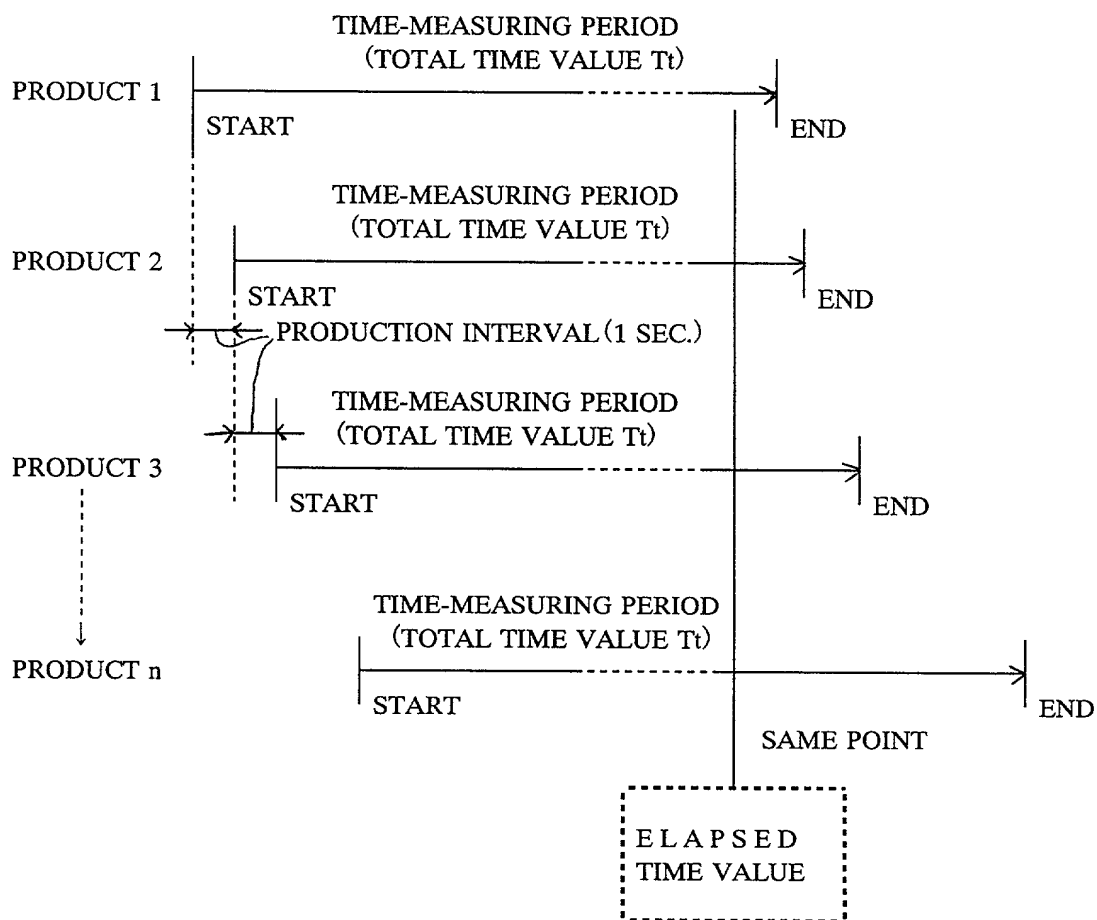 TIME-MEASURING PERIOD
(TOTAL TIME VALUE Tt)
PRODUCT 1
START
END
TIME-MEASURING PERIOD
(TOTAL TIME VALUE Tt)
PRODUCT 2
START
END
PRODUCTION INTERVAL (1 SEC.)
TIME-MEASURING PERIOD
(TOTAL TIME VALUE Tt)
PRODUCT 3
START
END
TIME-MEASURING PERIOD
(TOTAL TIME VALUE Tt)
PRODUCT n
START
END
SAME POINT
ELAPSED
TIME VALUE